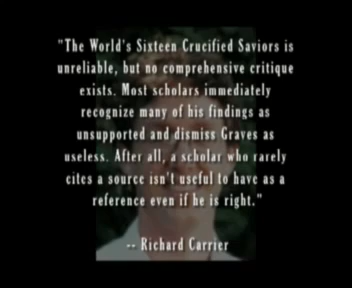 "The World's Sixteen Crucified Saviors is
unreliable, but no comprehensive critique
exists. Most scholars immediately
recognize many of his findings as
unsupported and dismiss Graves as
useless. After all, a scholar who rarely
cites a source isn't useful to have as a
reference even if he is right."
-- Richard Carrier